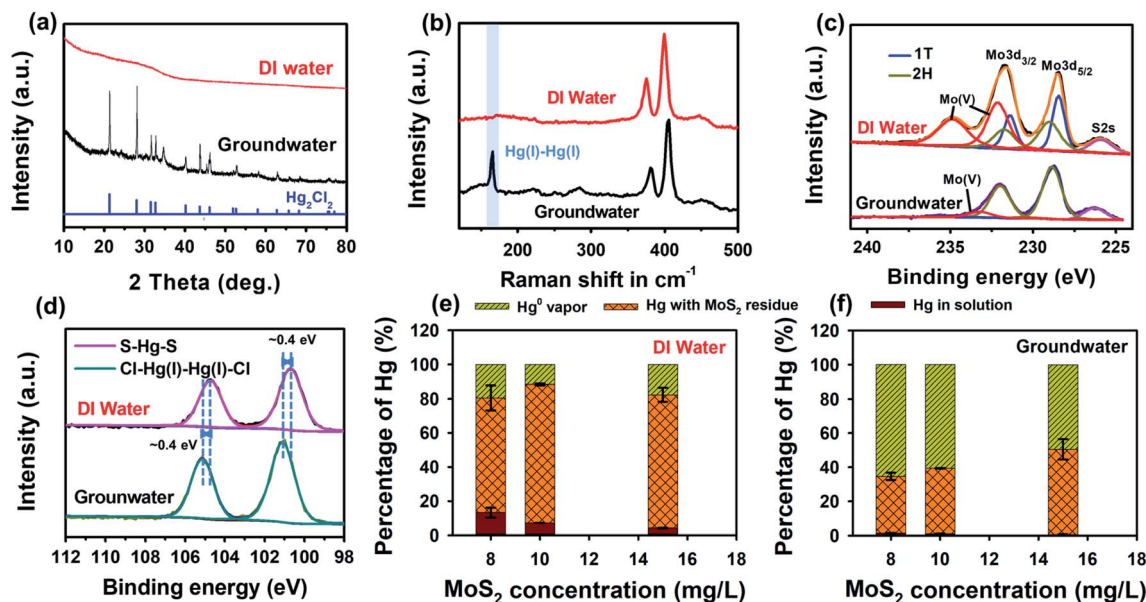 (a)
Intensity (a.u.)
DI water
Groundwater
Hg₂Cl₂
10 20 30 40 50 60 70 80
2 Theta (deg.)
(b)
Intensity (a.u.)
DI Water
Hg(I)-Hg(I)
Groundwater
200 300 400 500
Raman shift in cm⁻¹
(c)
Intensity (a.u.)
1T
2H
Mo3d₃/₂
Mo3d₅/₂
Mo(V)
DI Water
S2s
Mo(V)
Groundwater
240 235 230 225
Binding energy (eV)
(d)
Intensity (a.u.)
S-Hg-S
Cl-Hg(I)-Hg(I)-Cl
~0.4 eV
DI Water
~0.4 eV
Grounwater
112 110 108 106 104 102 100 98
Binding energy (eV)
(e)
Hg⁰ vapor
Hg with MoS₂ residue
Hg in solution
Percentage of Hg (%)
DI Water
120
100
80
60
40
20
0
8 10 12 14 16 18
MoS₂ concentration (mg/L)
(f)
Percentage of Hg (%)
Groundwater
120
100
80
60
40
20
0
8 10 12 14 16 18
MoS₂ concentration (mg/L)